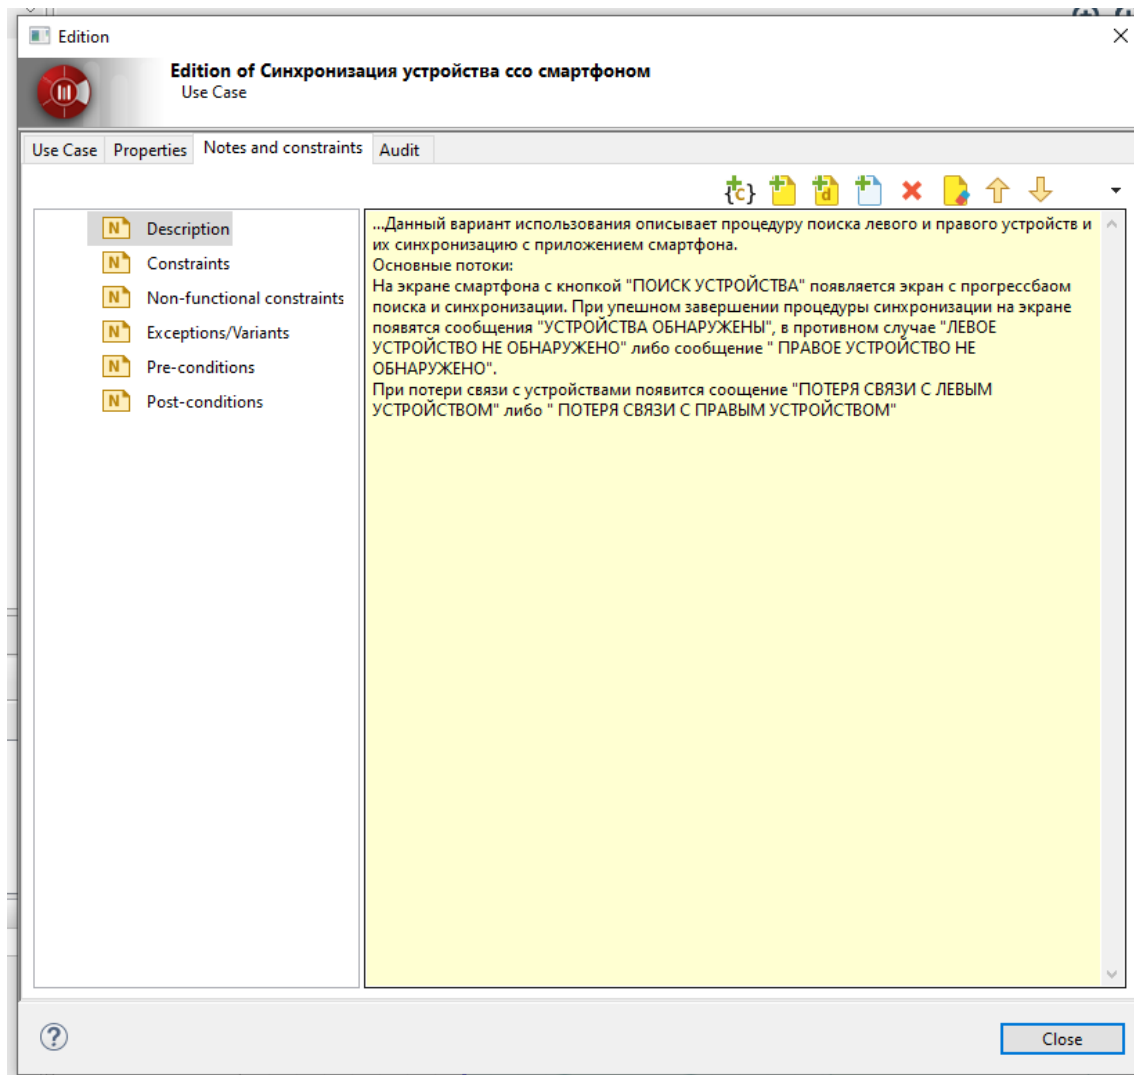 Edition
Edition of Синхронизация устройства ссо смартфоном
Use Case
Use Case Properties Notes and constraints Audit
Description
Constraints
Non-functional constraints
Exceptions/Variants
Pre-conditions
Post-conditions
...Данный вариант использования описывает процедуру поиска левого и правого устройств и
их синхронизацию с приложением смартфона.
Основные потоки:
На экране смартфона с кнопкой "ПОИСК УСТРОЙСТВА" появляется экран с прогрессбаом
поиска и синхронизации. При упешном завершении процедуры синхронизации на экране
появятся сообщения "УСТРОЙСТВА ОБНАРУЖЕНЫ", в противном случае "ЛЕВОЕ
УСТРОЙСТВО НЕ ОБНАРУЖЕНО" либо сообщение " ПРАВОЕ УСТРОЙСТВО НЕ
ОБНАРУЖЕНО".
При потери связи с устройствами появится соощение "ПОТЕРЯ СВЯЗИ С ЛЕВЫМ
УСТРОЙСТВОМ" либо " ПОТЕРЯ СВЯЗИ С ПРАВЫМ УСТРОЙСТВОМ"
Close